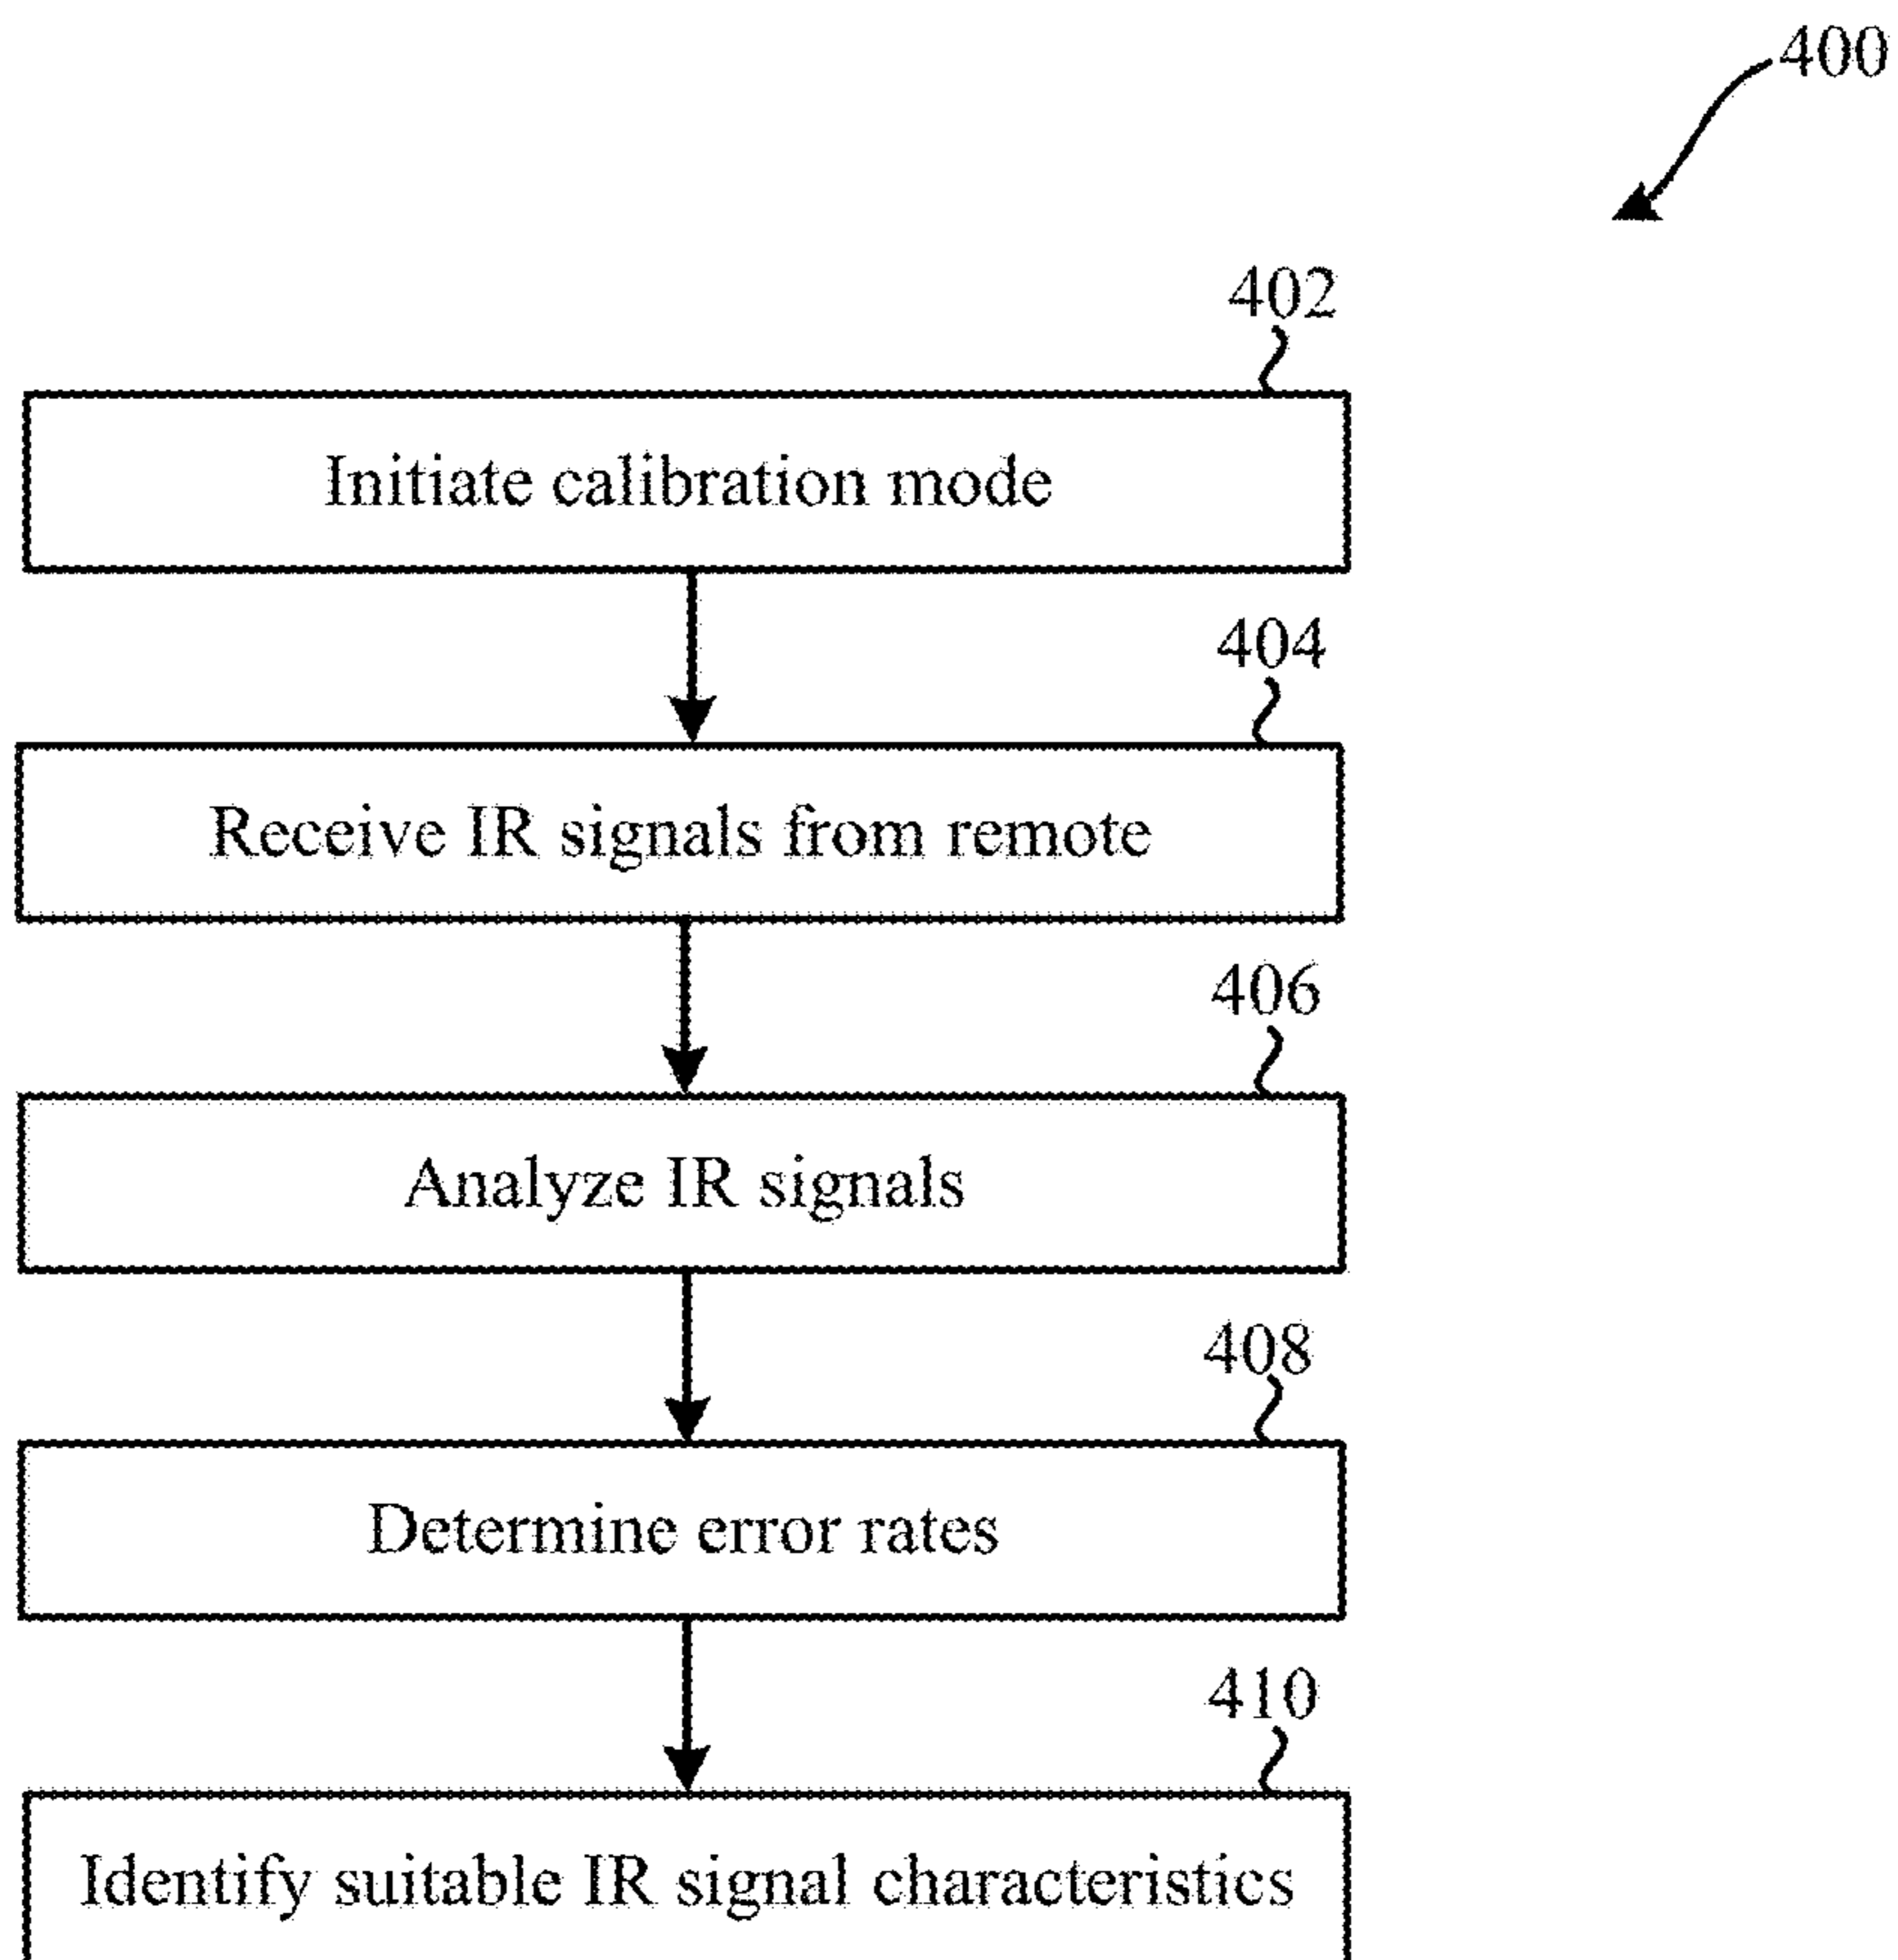 400
402
Initiate calibration mode
404
Receive IR signals from remote
406
Analyze IR signals
408
Determine error rates
410
Identify suitable IR signal characteristics